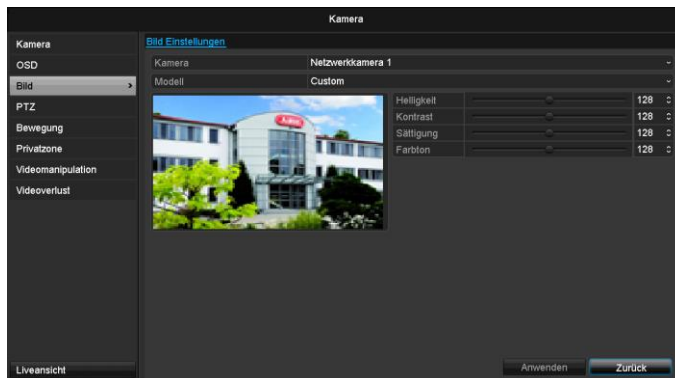 Kamera
Kamera
OSD
Bild >
PTZ
Bewegung
Privatzone
Videomanipulation
Videoverlust
Liveansicht
Bild Einstellungen
Kamera Netzwerkkamera 1
Modell Custom
Helligkeit 128
Kontrast 128
Sättigung 128
Farbton 128
Anwenden Zurück